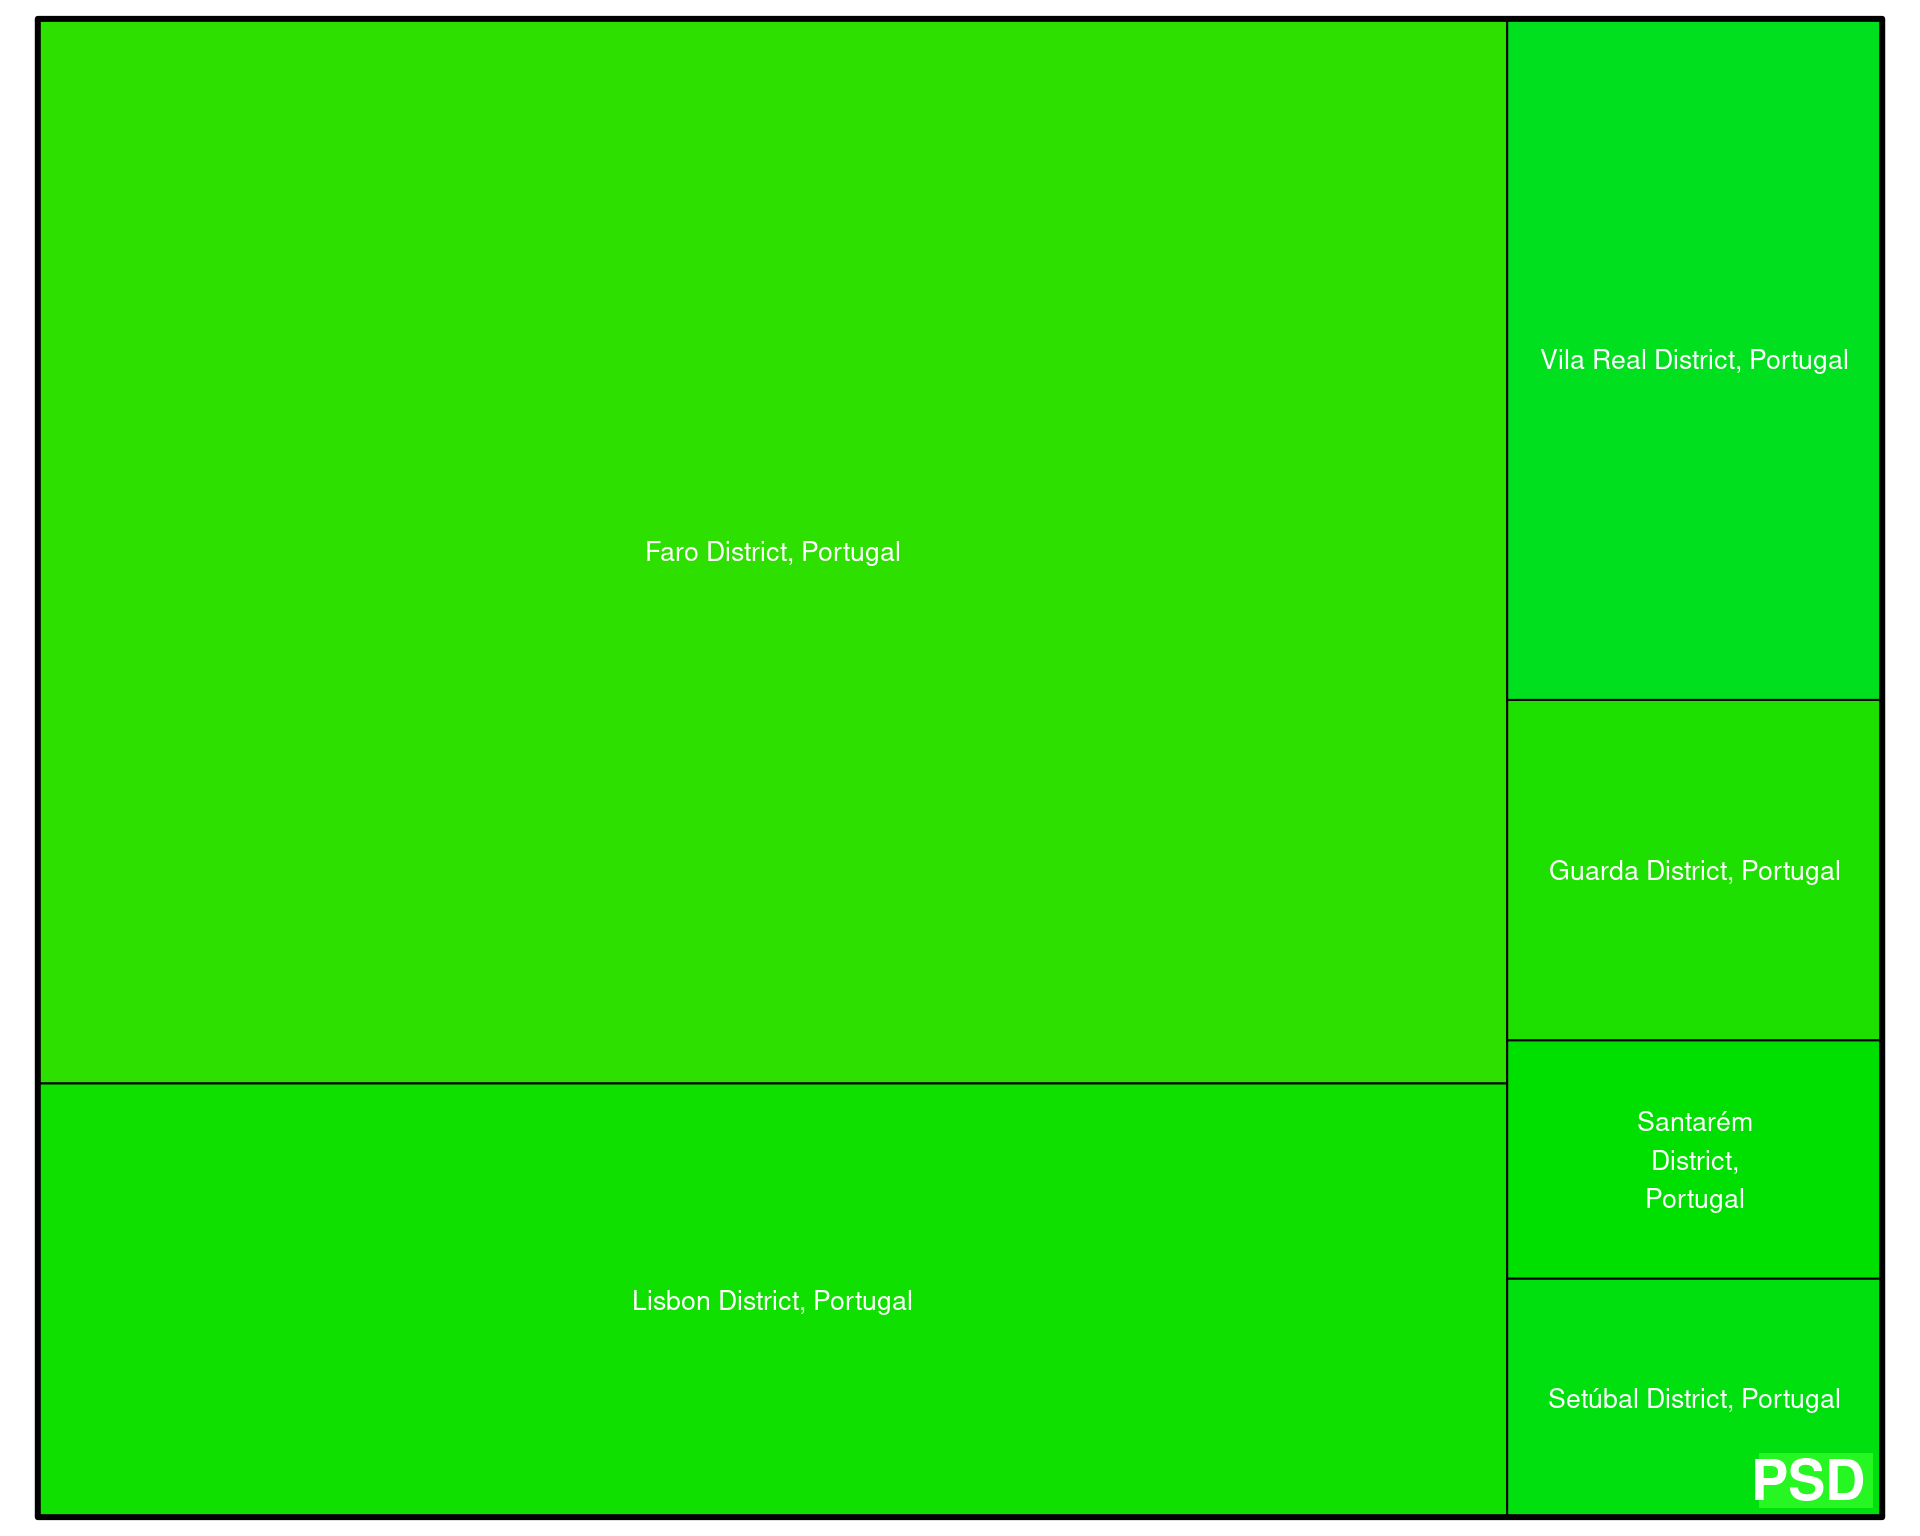 Faro District, Portugal
Lisbon District, Portugal
Vila Real District, Portugal
Guarda District, Portugal
Santarém
District,
Portugal
Setúbal District, Portugal
PSD